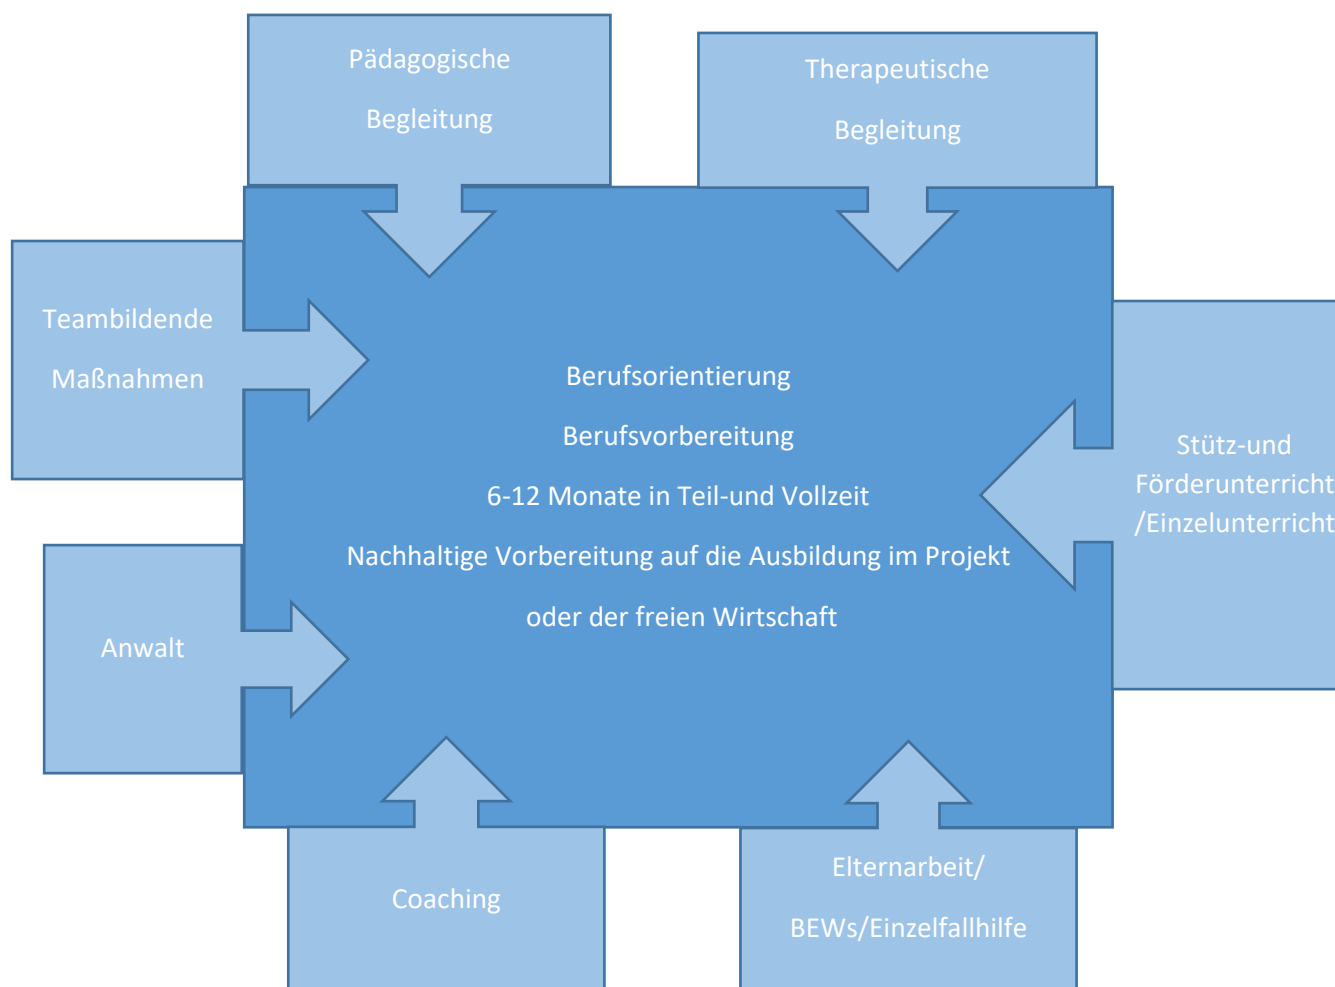 Pädagogische
Begleitung
Therapeutische
Begleitung
Teambildende
Maßnahmen
Berufsorientierung
Berufsvorbereitung
6-12 Monate in Teil-und Vollzeit
Nachhaltige Vorbereitung auf die Ausbildung im Projekt
oder der freien Wirtschaft
Stütz-und
Förderunterricht
/Einzelunterricht
Anwalt
Coaching
Elternarbeit/
BEWs/Einzelfallhilfe